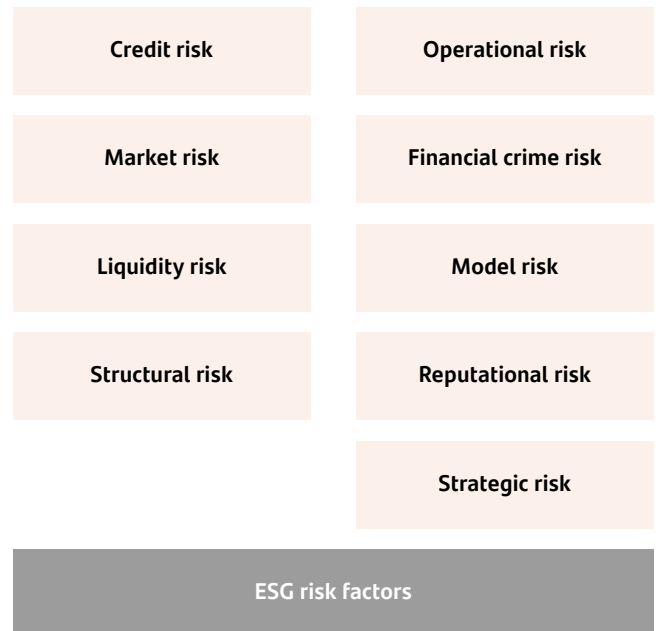 Credit risk
Operational risk
Market risk
Financial crime risk
Liquidity risk
Model risk
Structural risk
Reputational risk
Strategic risk
ESG risk factors